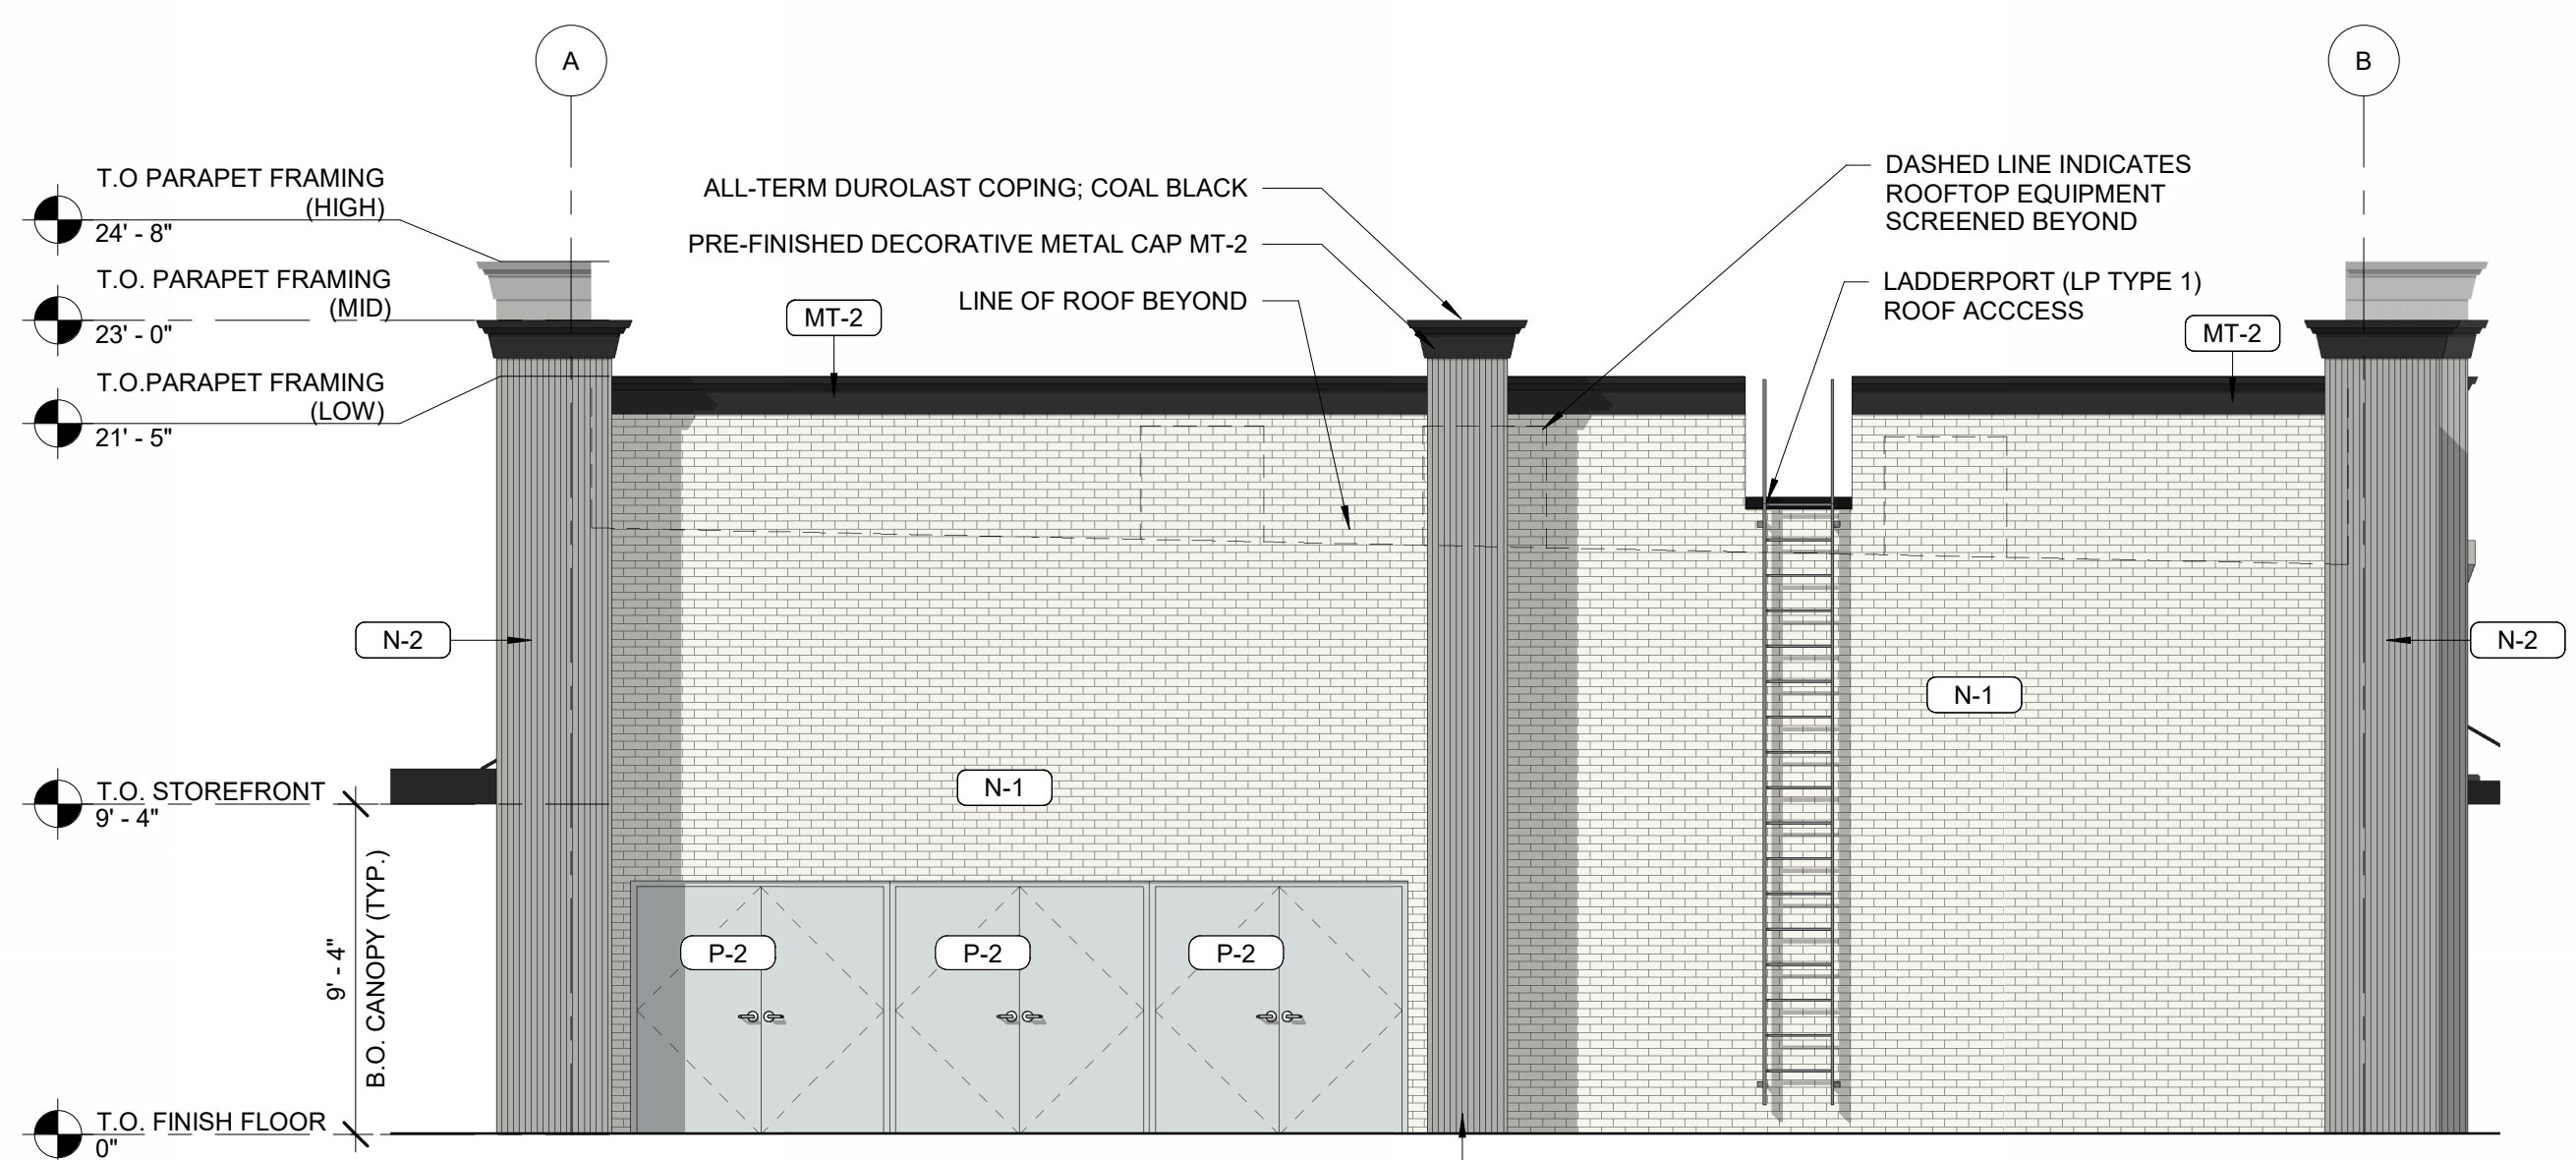 A
B
T.O PARAPET FRAMING
(HIGH)
24' - 8"
T.O. PARAPET FRAMING
(MID)
23' - 0"
T.O.PARAPET FRAMING
(LOW)
21' - 5"
ALL-TERM DUROLAST COPING; COAL BLACK
PRE-FINISHED DECORATIVE METAL CAP MT-2
LINE OF ROOF BEYOND
MT-2
DASHED LINE INDICATES
ROOFTOP EQUIPMENT
SCREENED BEYOND
LADDERPORT (LP TYPE 1)
ROOF ACCCESS
MT-2
N-2
N-2
N-1
N-1
T.O. STOREFRONT
9' - 4"
9' - 4"
B.O. CANOPY (TYP.)
P-2
P-2
P-2
T.O. FINISH FLOOR
0"